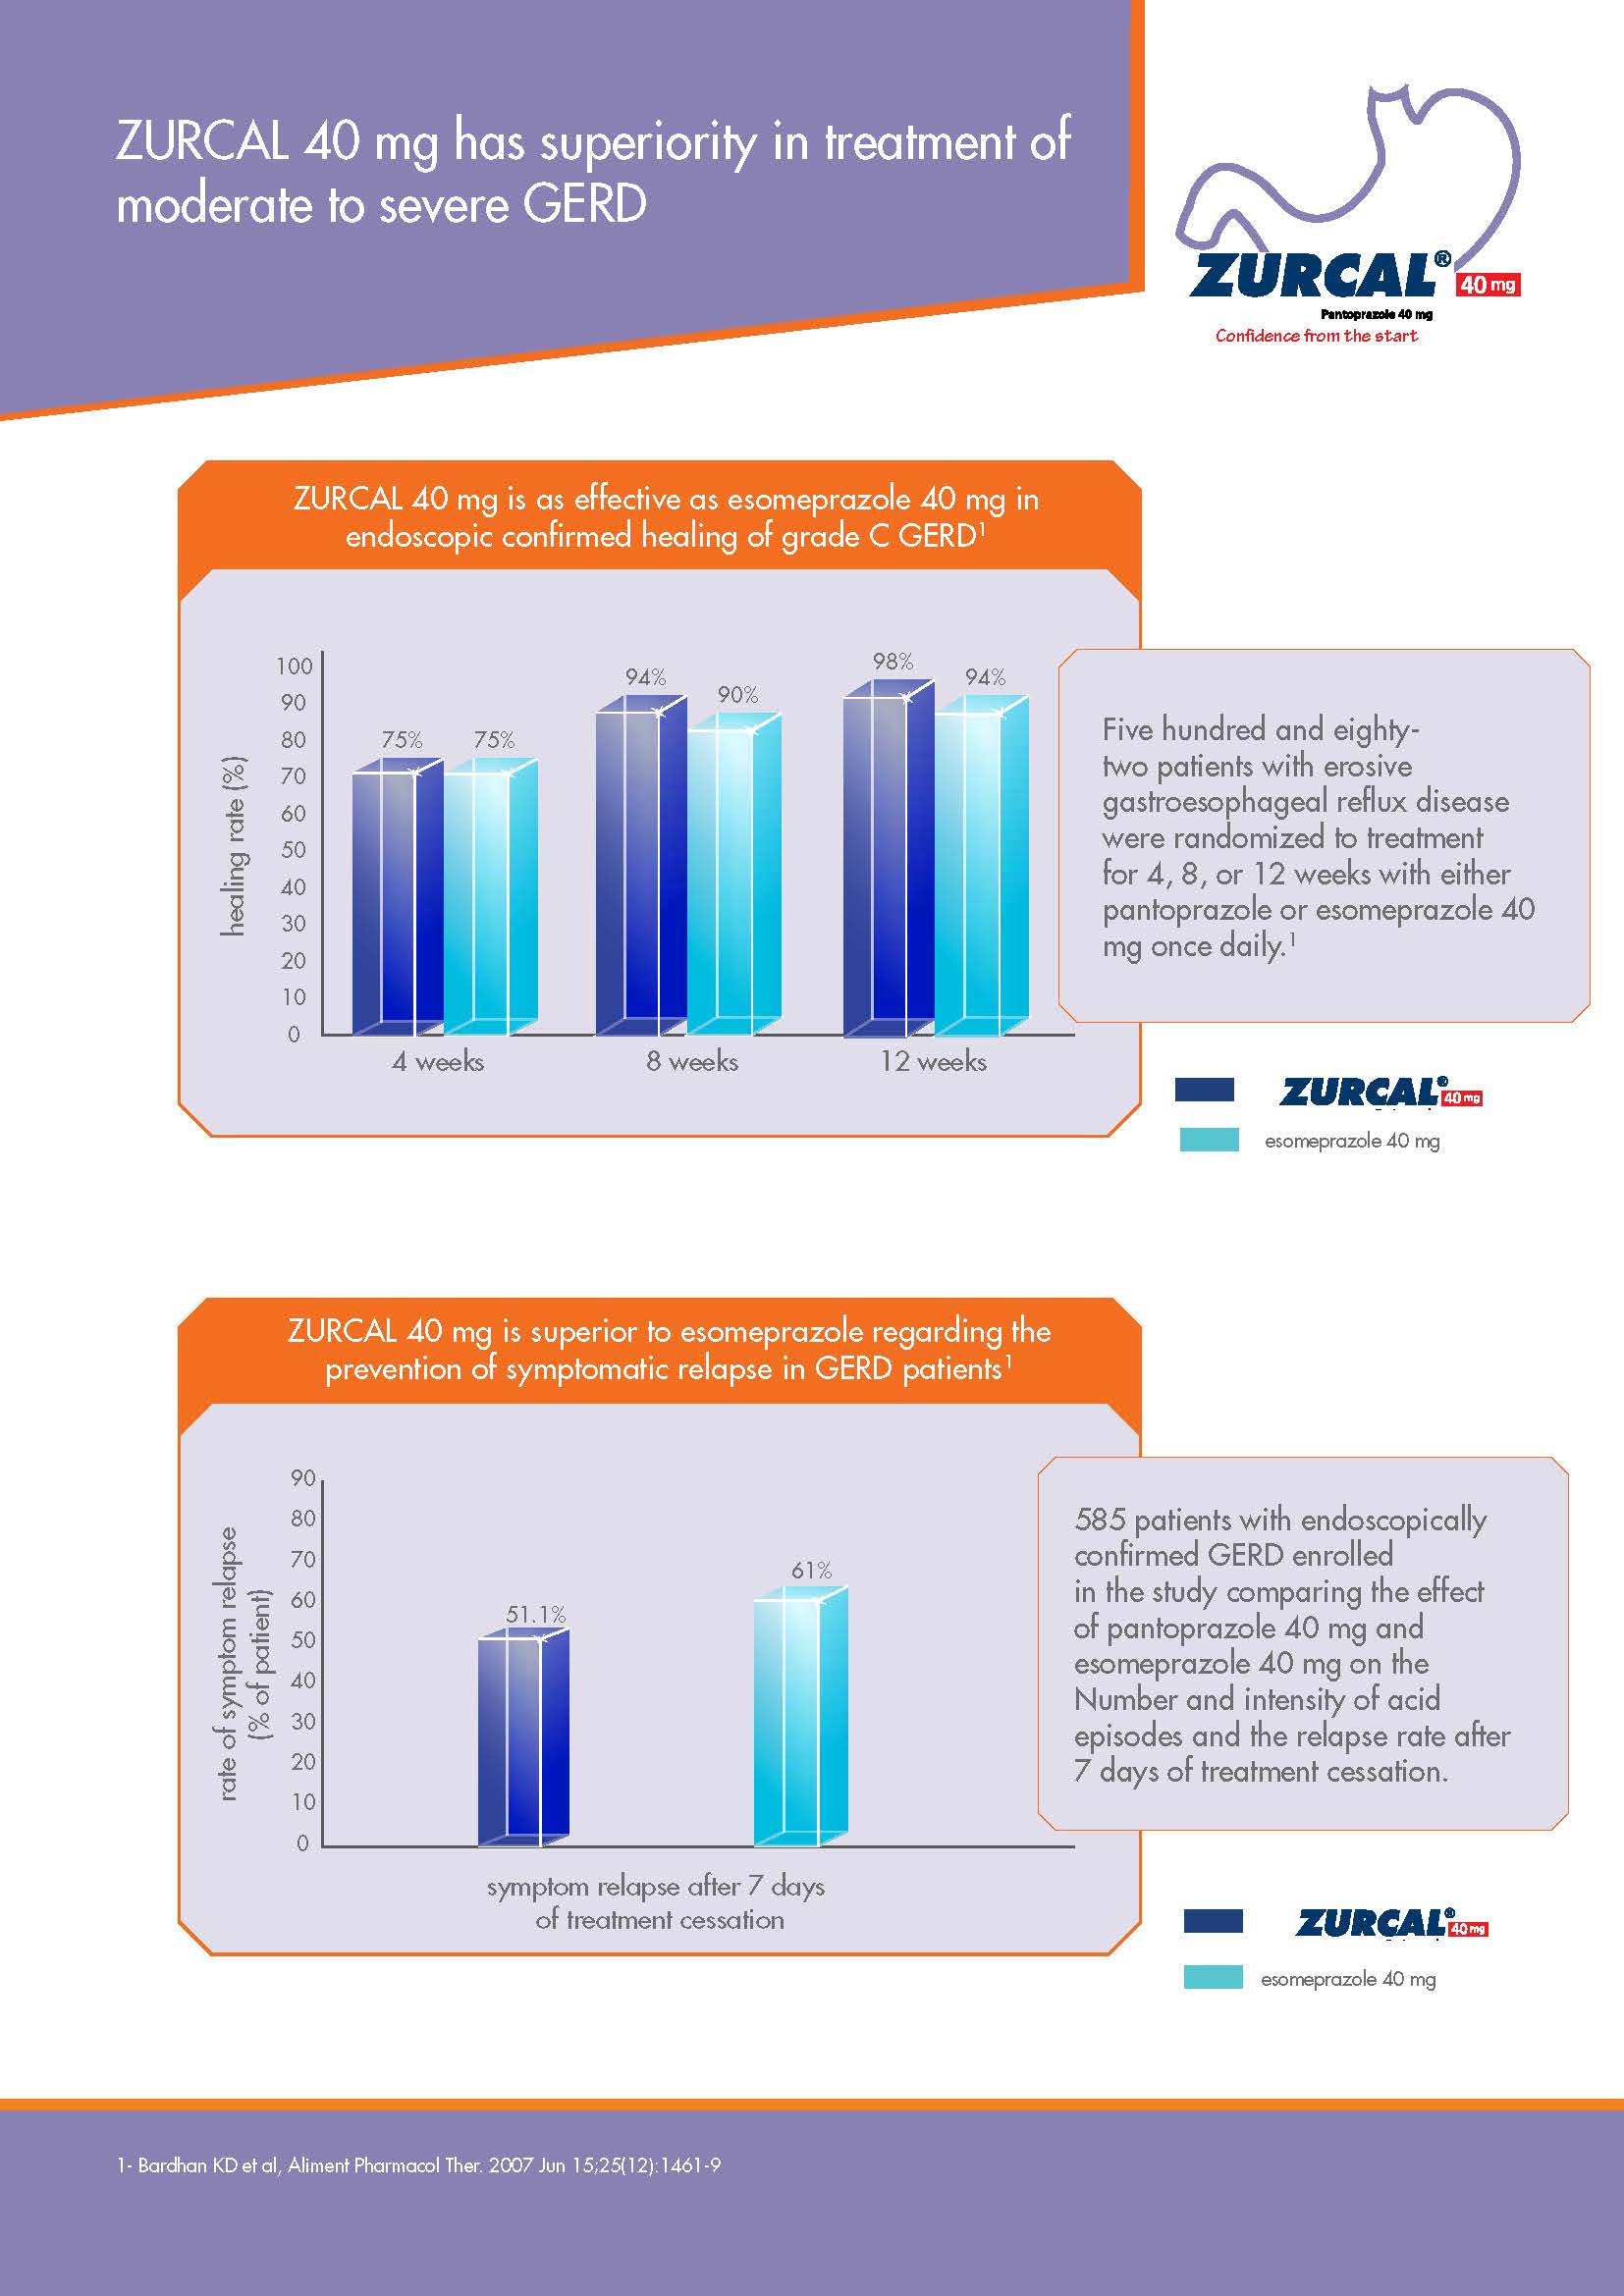 ZURCAL 40 mg has superiority in treatment of
moderate to severe GERD
ZURCAL®
40 mg
Pantoprazole 40 mg
Confidence from the start
ZURCAL 40 mg is as effective as esomeprazole 40 mg in
endoscopic confirmed healing of grade C GERD¹
healing rate (%)
100
90
80
70
60
50
40
30
20
10
0
75%
75%
94%
90%
98%
94%
4 weeks
8 weeks
12 weeks
Five hundred and eighty-
two patients with erosive
gastroesophageal reflux disease
were randomized to treatment
for 4, 8, or 12 weeks with either
pantoprazole or esomeprazole 40
mg once daily.¹
ZURCAL® 40 mg
esomeprazole 40 mg
ZURCAL 40 mg is superior to esomeprazole regarding the
prevention of symptomatic relapse in GERD patients¹
rate of symptom relapse
(% of patient)
90
80
70
60
50
40
30
20
10
0
51.1%
61%
symptom relapse after 7 days
of treatment cessation
585 patients with endoscopically
confirmed GERD enrolled
in the study comparing the effect
of pantoprazole 40 mg and
esomeprazole 40 mg on the
Number and intensity of acid
episodes and the relapse rate after
7 days of treatment cessation.
ZURCAL® 40 mg
esomeprazole 40 mg
1- Bardhan KD et al, Aliment Pharmacol Ther. 2007 Jun 15;25(12):1461-9